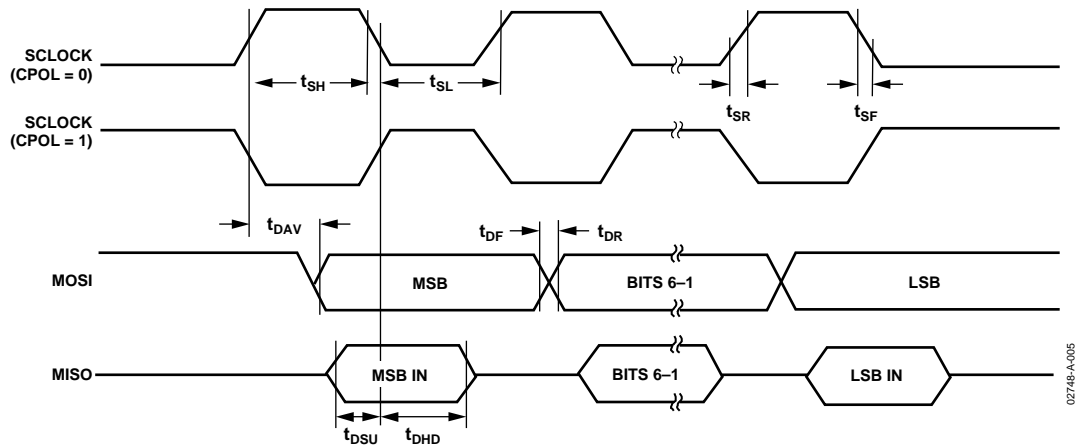 SCLOCK
(CPOL = 0)
tSH
tSL
tSR
tSF
SCLOCK
(CPOL = 1)
tDAV
tDF
tDR
MOSI
MSB
BITS 6–1
LSB
MISO
MSB IN
BITS 6–1
LSB IN
tDSU
tDHD
02748-A-005